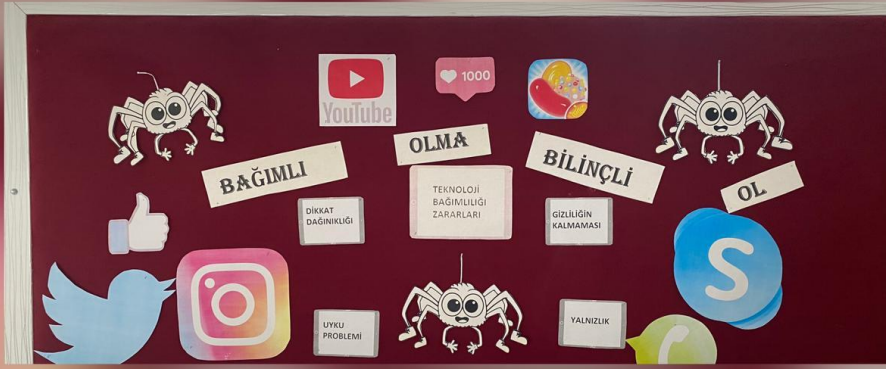 YouTube
1000
BAĞIMLI
OLMA
BİLİNÇLİ
OL
TEKNOLOJİ
BAĞIMLILIĞI
ZARARLARI
DİKKAT
DAĞINIKLIĞI
GİZLİLİĞİN
KALMAMASI
UYKU
PROBLEMİ
YALNIZLIK
S